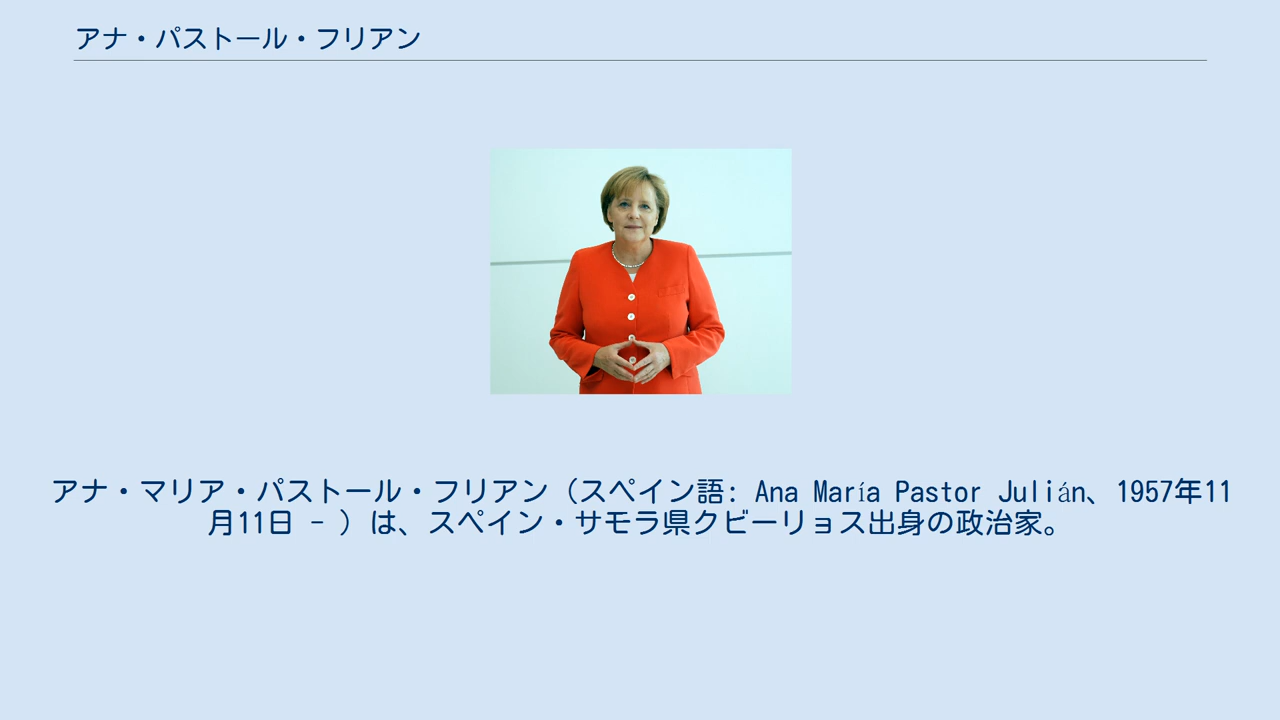 アナ・パストール・フリアン
アナ・マリア・パストール・フリアン（スペイン語: Ana María Pastor Julián、1957年11
月11日 - ）は、スペイン・サモラ県クビーリョス出身の政治家。